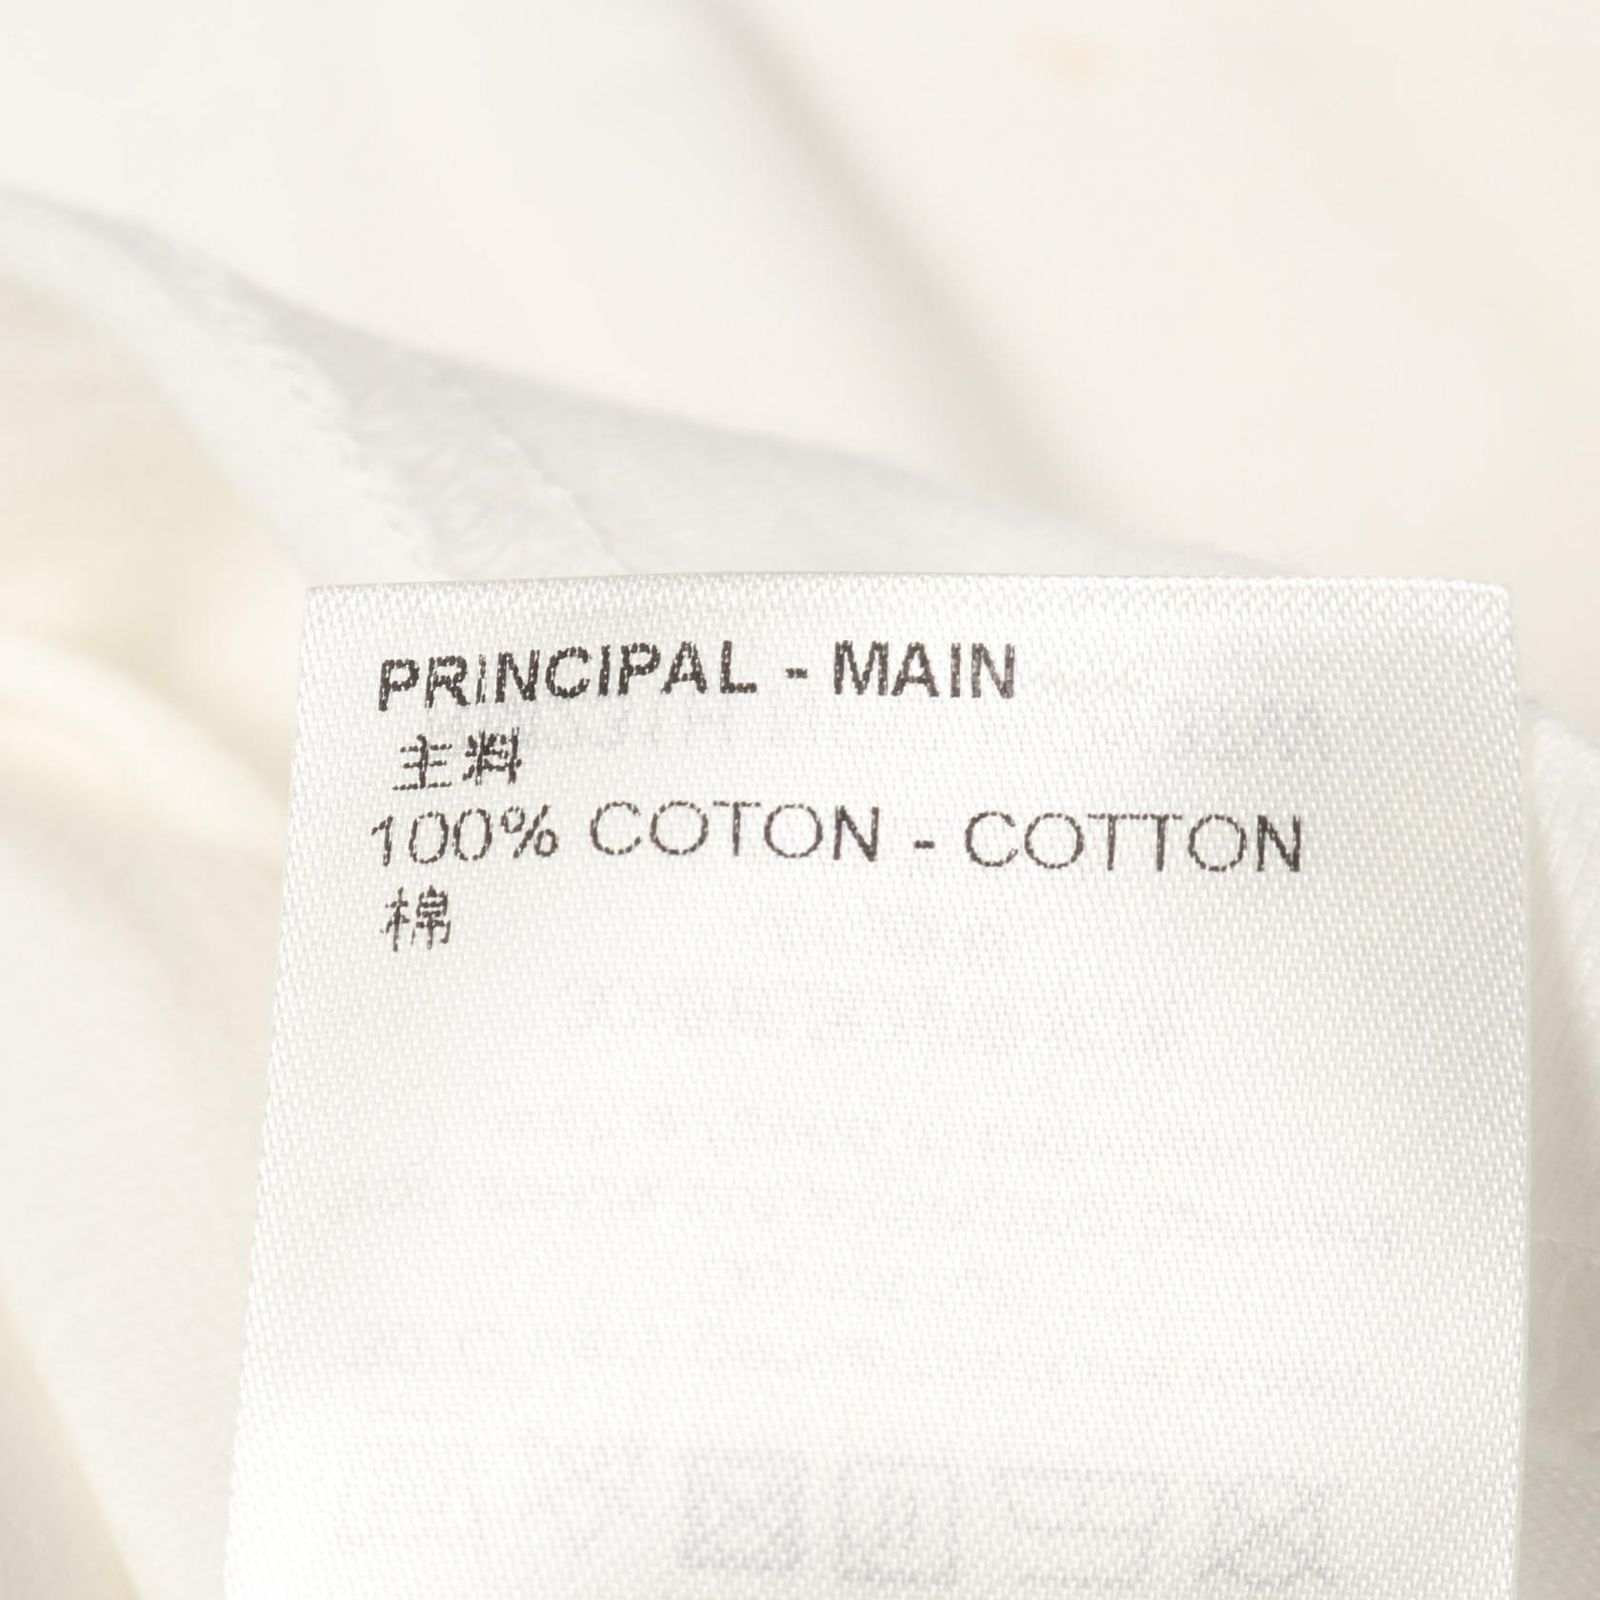 PRINCIPAL - MAIN
主料
100% COTON - COTTON
棉